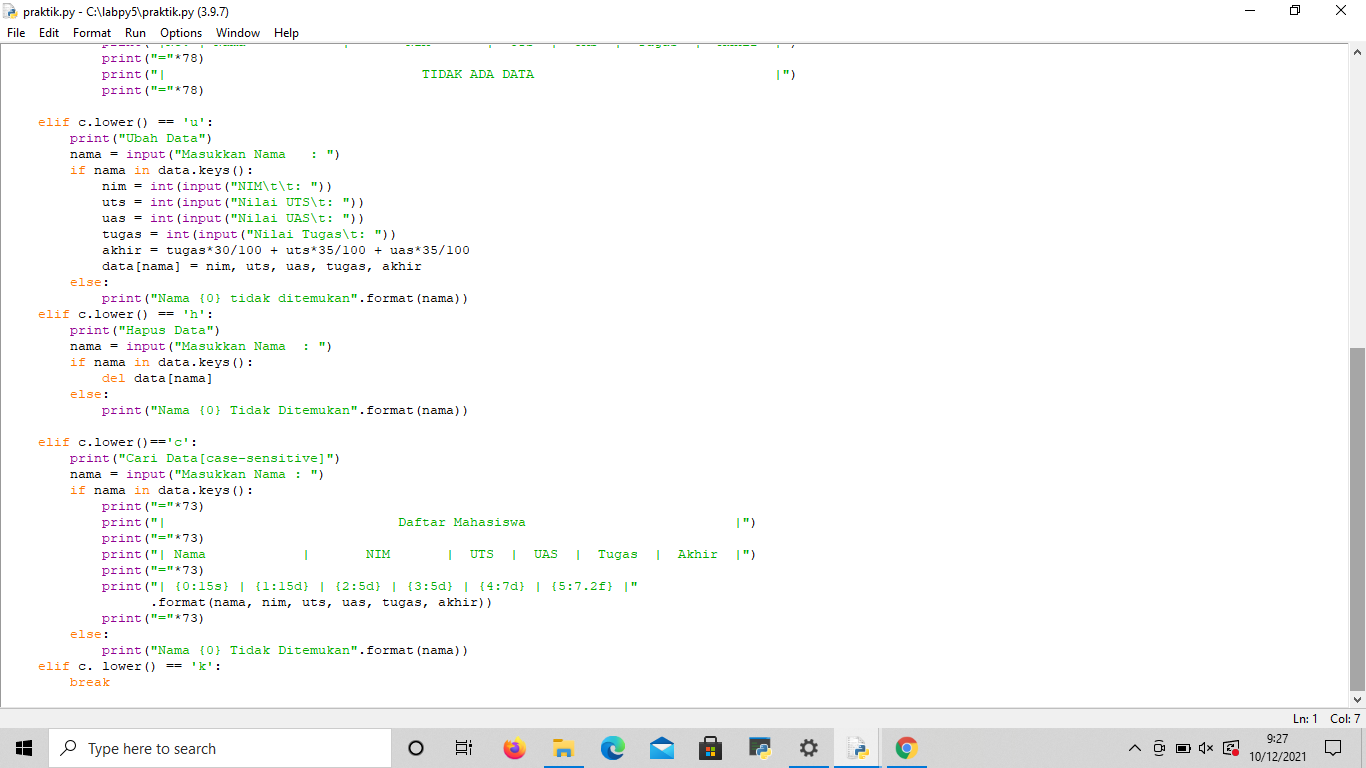 praktik.py - C:\labpy5\praktik.py (3.9.7)
File Edit Format Run Options Window Help
            print("="*78)
            print("|                                TIDAK ADA DATA                              |")
            print("="*78)

    elif c.lower() == 'u':
        print("Ubah Data")
        nama = input("Masukkan Nama   : ")
        if nama in data.keys():
            nim = int(input("NIM\t\t: "))
            uts = int(input("Nilai UTS\t: "))
            uas = int(input("Nilai UAS\t: "))
            tugas = int(input("Nilai Tugas\t: "))
            akhir = tugas*30/100 + uts*35/100 + uas*35/100
            data[nama] = nim, uts, uas, tugas, akhir
        else:
            print("Nama {0} tidak ditemukan".format(nama))
    elif c.lower() == 'h':
        print("Hapus Data")
        nama = input("Masukkan Nama  : ")
        if nama in data.keys():
            del data[nama]
        else:
            print("Nama {0} Tidak Ditemukan".format(nama))

    elif c.lower()=='c':
        print("Cari Data[case-sensitive]")
        nama = input("Masukkan Nama : ")
        if nama in data.keys():
            print("="*73)
            print("|                             Daftar Mahasiswa                          |")
            print("="*73)
            print("| Nama            |       NIM       |  UTS  |  UAS  |  Tugas  |  Akhir  |")
            print("="*73)
            print("| {0:15s} | {1:15d} | {2:5d} | {3:5d} | {4:7d} | {5:7.2f} |"
                  .format(nama, nim, uts, uas, tugas, akhir))
            print("="*73)
        else:
            print("Nama {0} Tidak Ditemukan".format(nama))
    elif c. lower() == 'k':
        break
Ln: 1 Col: 7
Type here to search
9:27
10/12/2021